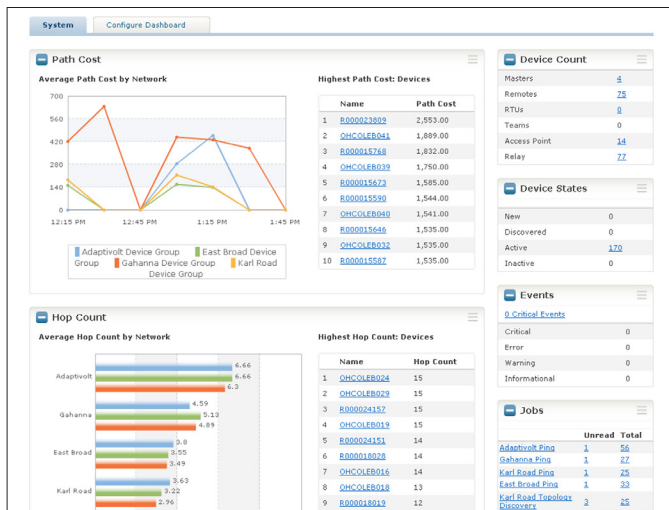 System
Configure Dashboard
Path Cost
Average Path Cost by Network
700
560
420
280
140
0
12:15 PM
12:45 PM
1:15 PM
1:45 PM
Adaptivolt Device Group
East Broad Device Group
Gahanna Device Group
Karl Road Device Group
Highest Path Cost: Devices
Name Path Cost
1 R000023809 2,553.00
2 OHCOLEB041 1,889.00
3 R000015768 1,832.00
4 OHCOLEB039 1,750.00
5 R000015673 1,585.00
6 R000015590 1,544.00
7 OHCOLEB040 1,541.00
8 R000015646 1,535.00
9 OHCOLEB032 1,535.00
10 R000015587 1,535.00
Hop Count
Average Hop Count by Network
Adaptivolt
6.66
6.66
6.3
Gahanna
4.59
5.13
4.89
East Broad
3.8
3.55
3.49
Karl Road
3.63
3.22
2.96
Highest Hop Count: Devices
Name Hop Count
1 OHCOLEB024 15
2 OHCOLEB029 15
3 R000024157 15
4 OHCOLEB019 15
5 R000024151 14
6 R000018028 14
7 OHCOLEB016 14
8 OHCOLEB018 13
9 R000018019 12
Device Count
Masters 4
Remotes 75
RTUs 0
Teams 0
Access Point 14
Relay 77
Device States
New 0
Discovered 0
Active 170
Inactive 0
Events
0 Critical Events
Critical 0
Error 0
Warning 0
Informational 0
Jobs
Unread Total
Adaptivolt Ping 1 56
Gahanna Ping 1 27
Karl Road Ping 1 25
East Broad Ping 1 33
Karl Road Topology Discovery 3 25